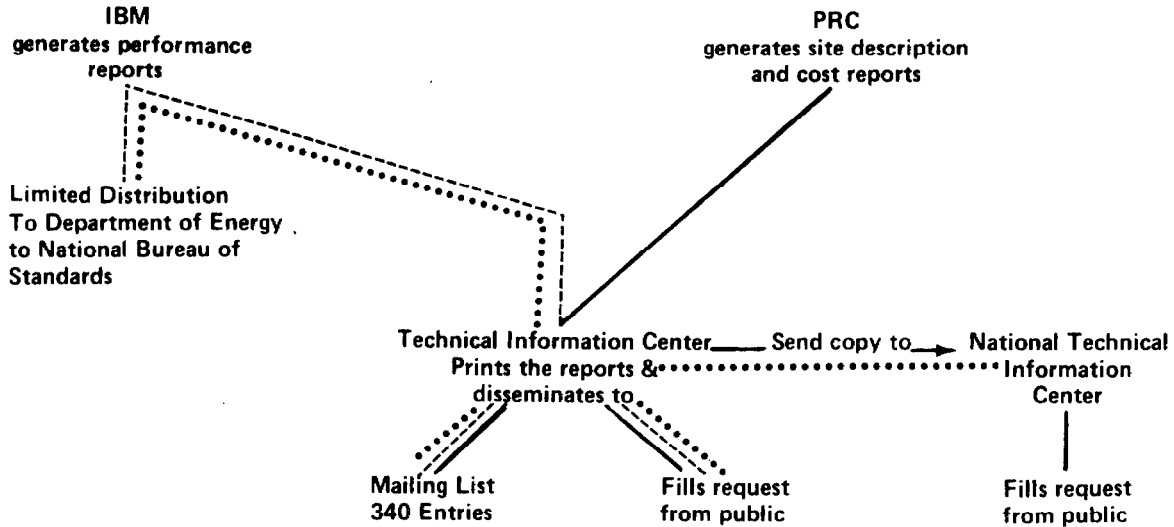 IBM
generates performance
reports
PRC
generates site description
and cost reports
Limited Distribution
To Department of Energy
to National Bureau of
Standards
Technical Information Center
Prints the reports &
disseminates to
Send copy to
National Technical
Information
Center
Mailing List
340 Entries
Fills request
from public
Fills request
from public